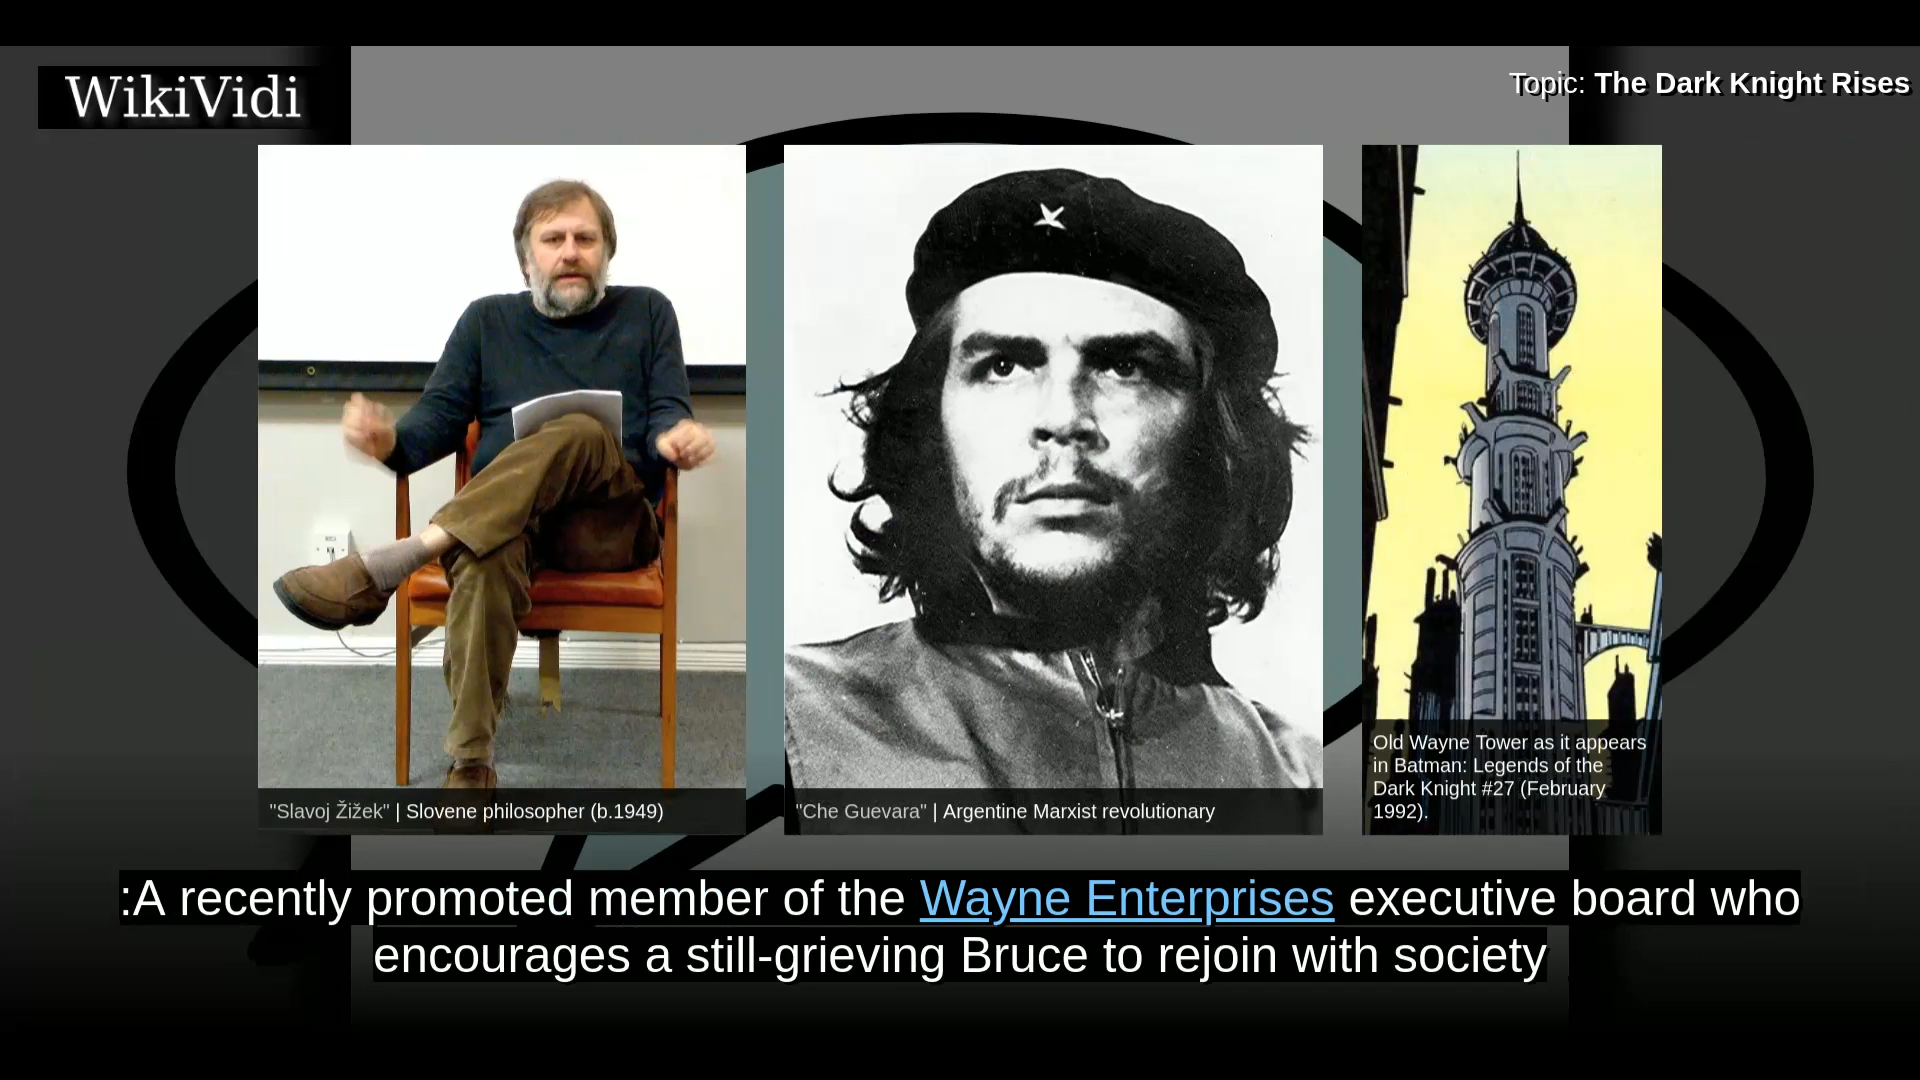 WikiVidi
Topic: The Dark Knight Rises
"Slavoj Žižek" | Slovene philosopher (b.1949)
"Che Guevara" | Argentine Marxist revolutionary
Old Wayne Tower as it appears
in Batman: Legends of the
Dark Knight #27 (February
1992).
:A recently promoted member of the Wayne Enterprises executive board who
encourages a still-grieving Bruce to rejoin with society